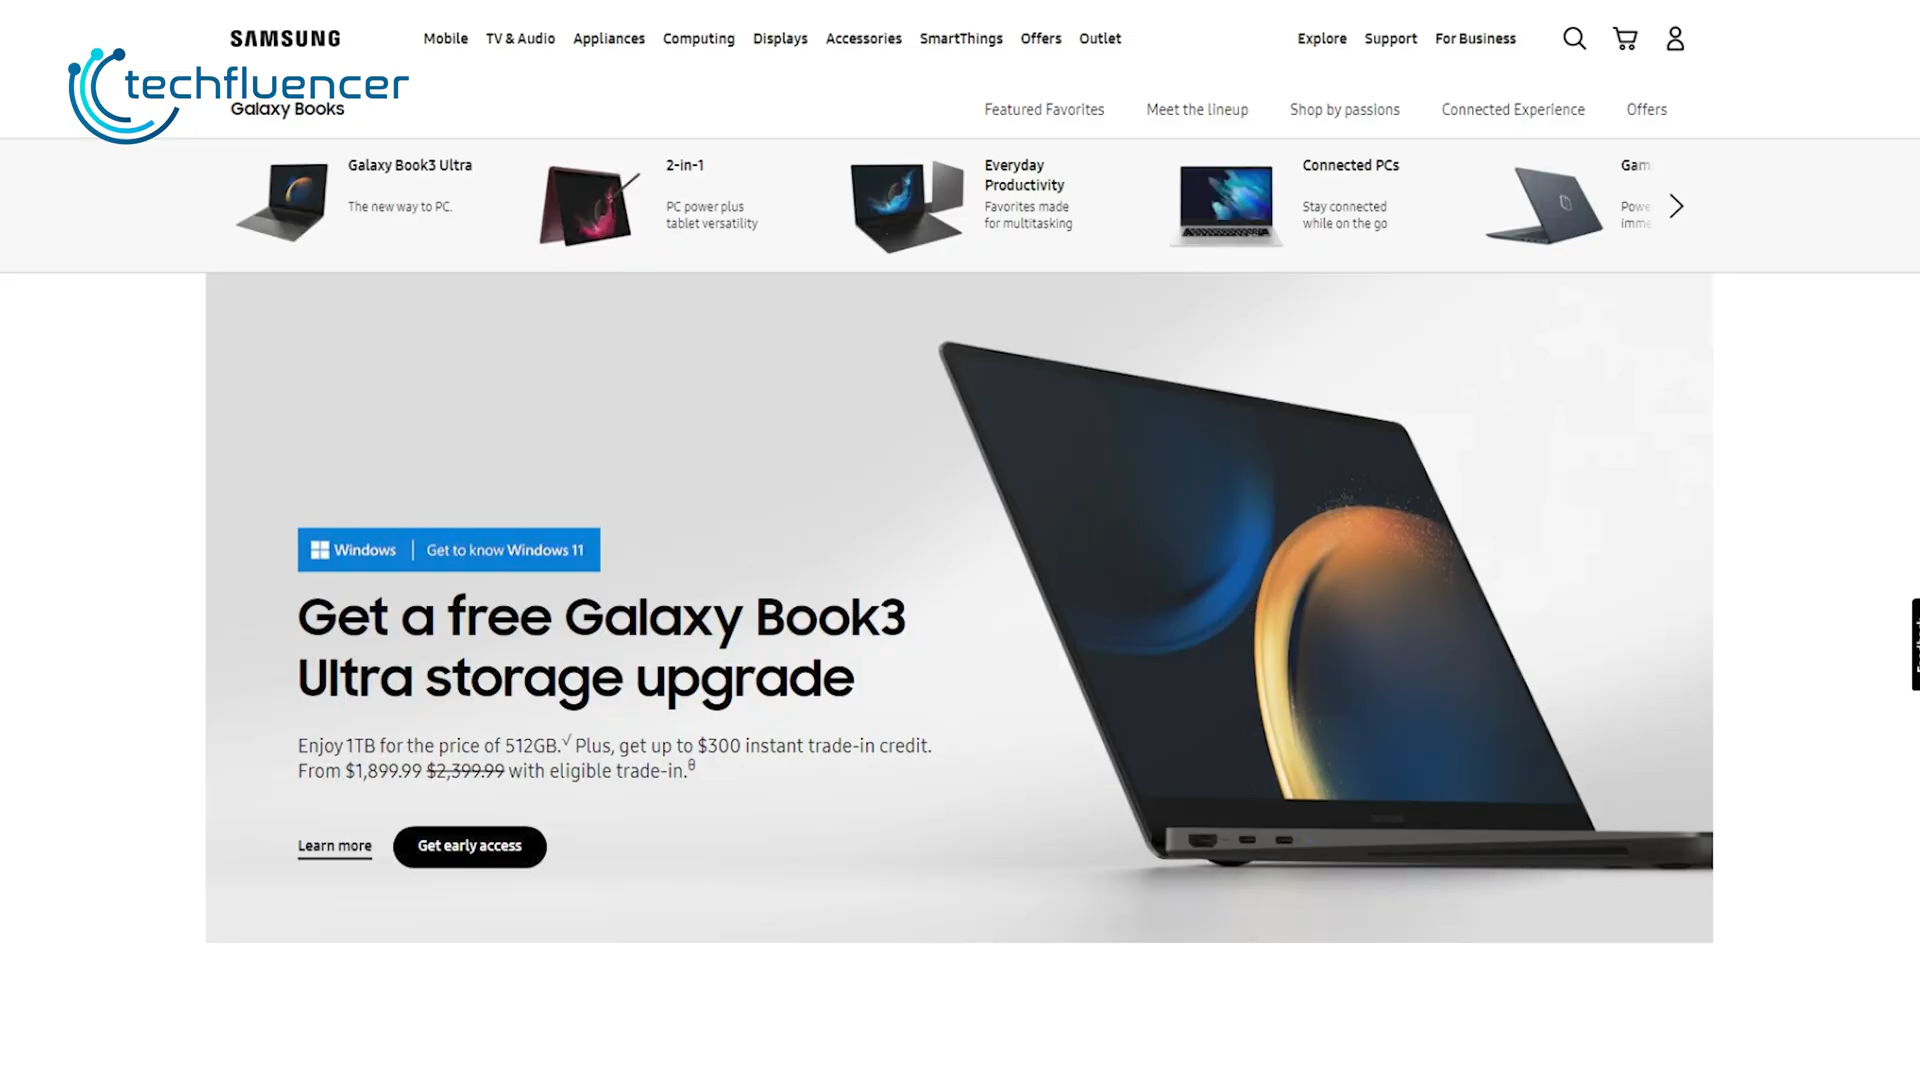 SAMSUNG
Mobile TV & Audio Appliances Computing Displays Accessories SmartThings Offers Outlet
Explore Support For Business
techfluencer
Galaxy Books
Featured Favorites Meet the lineup Shop by passions Connected Experience Offers
Galaxy Book3 Ultra
The new way to PC.
2-in-1
PC power plus
tablet versatility
Everyday
Productivity
Favorites made
for multitasking
Connected PCs
Stay connected
while on the go
Gam
Powe
imme
Windows | Get to know Windows 11
Get a free Galaxy Book3
Ultra storage upgrade
Enjoy 1TB for the price of 512GB.√ Plus, get up to $300 instant trade-in credit.
From $1,899.99 $2,399.99 with eligible trade-in.θ
Learn more
Get early access